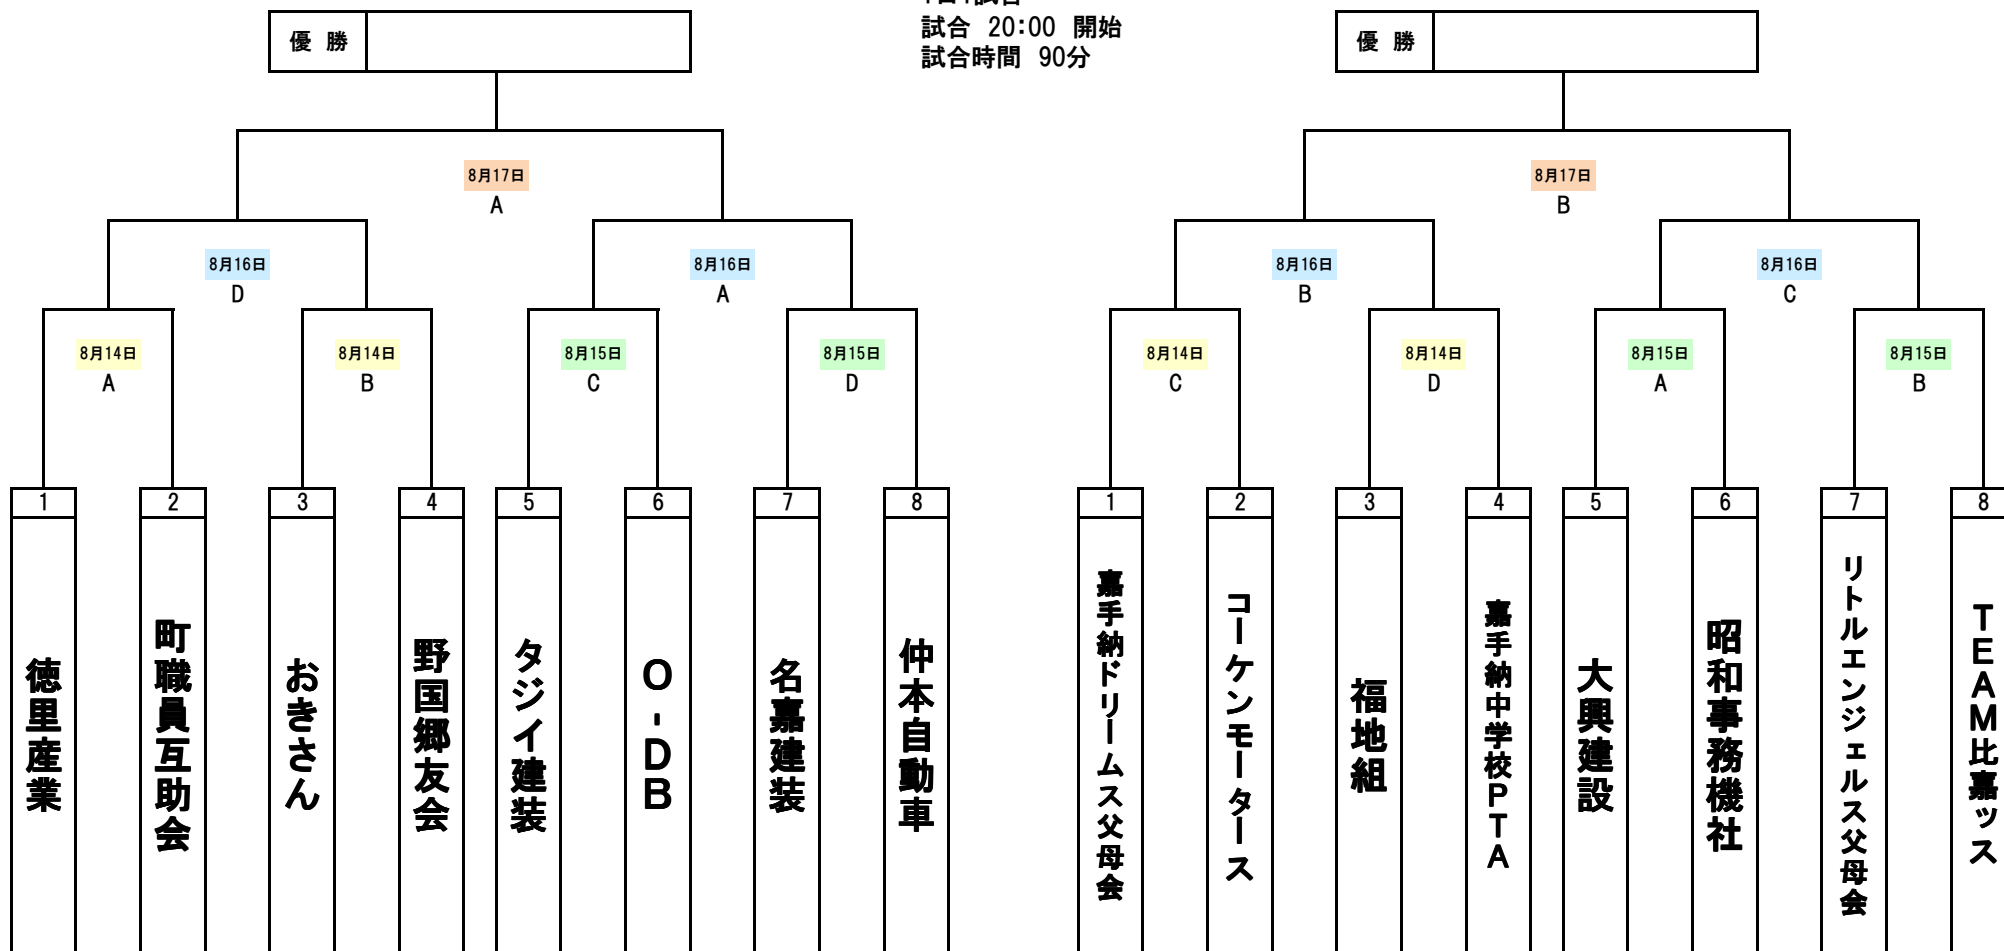 試合 20:00 開始
試合時間 90分
優 勝
優 勝
8月17日
A
8月17日
B
8月16日
D
8月16日
A
8月16日
B
8月16日
C
8月14日
A
8月14日
B
8月15日
C
8月15日
D
8月14日
C
8月14日
D
8月15日
A
8月15日
B
1
2
3
4
5
6
7
8
1
2
3
4
5
6
7
8
徳里産業
町職員互助会
おきさん
野国郷友会
タジイ建装
O-DB
名嘉建装
仲本自動車
嘉手納ドリームス父母会
コーケンモータース
福地組
嘉手納中学校PTA
大興建設
昭和事務機社
リトルエンジェルス父母会
TEAM比嘉ッス